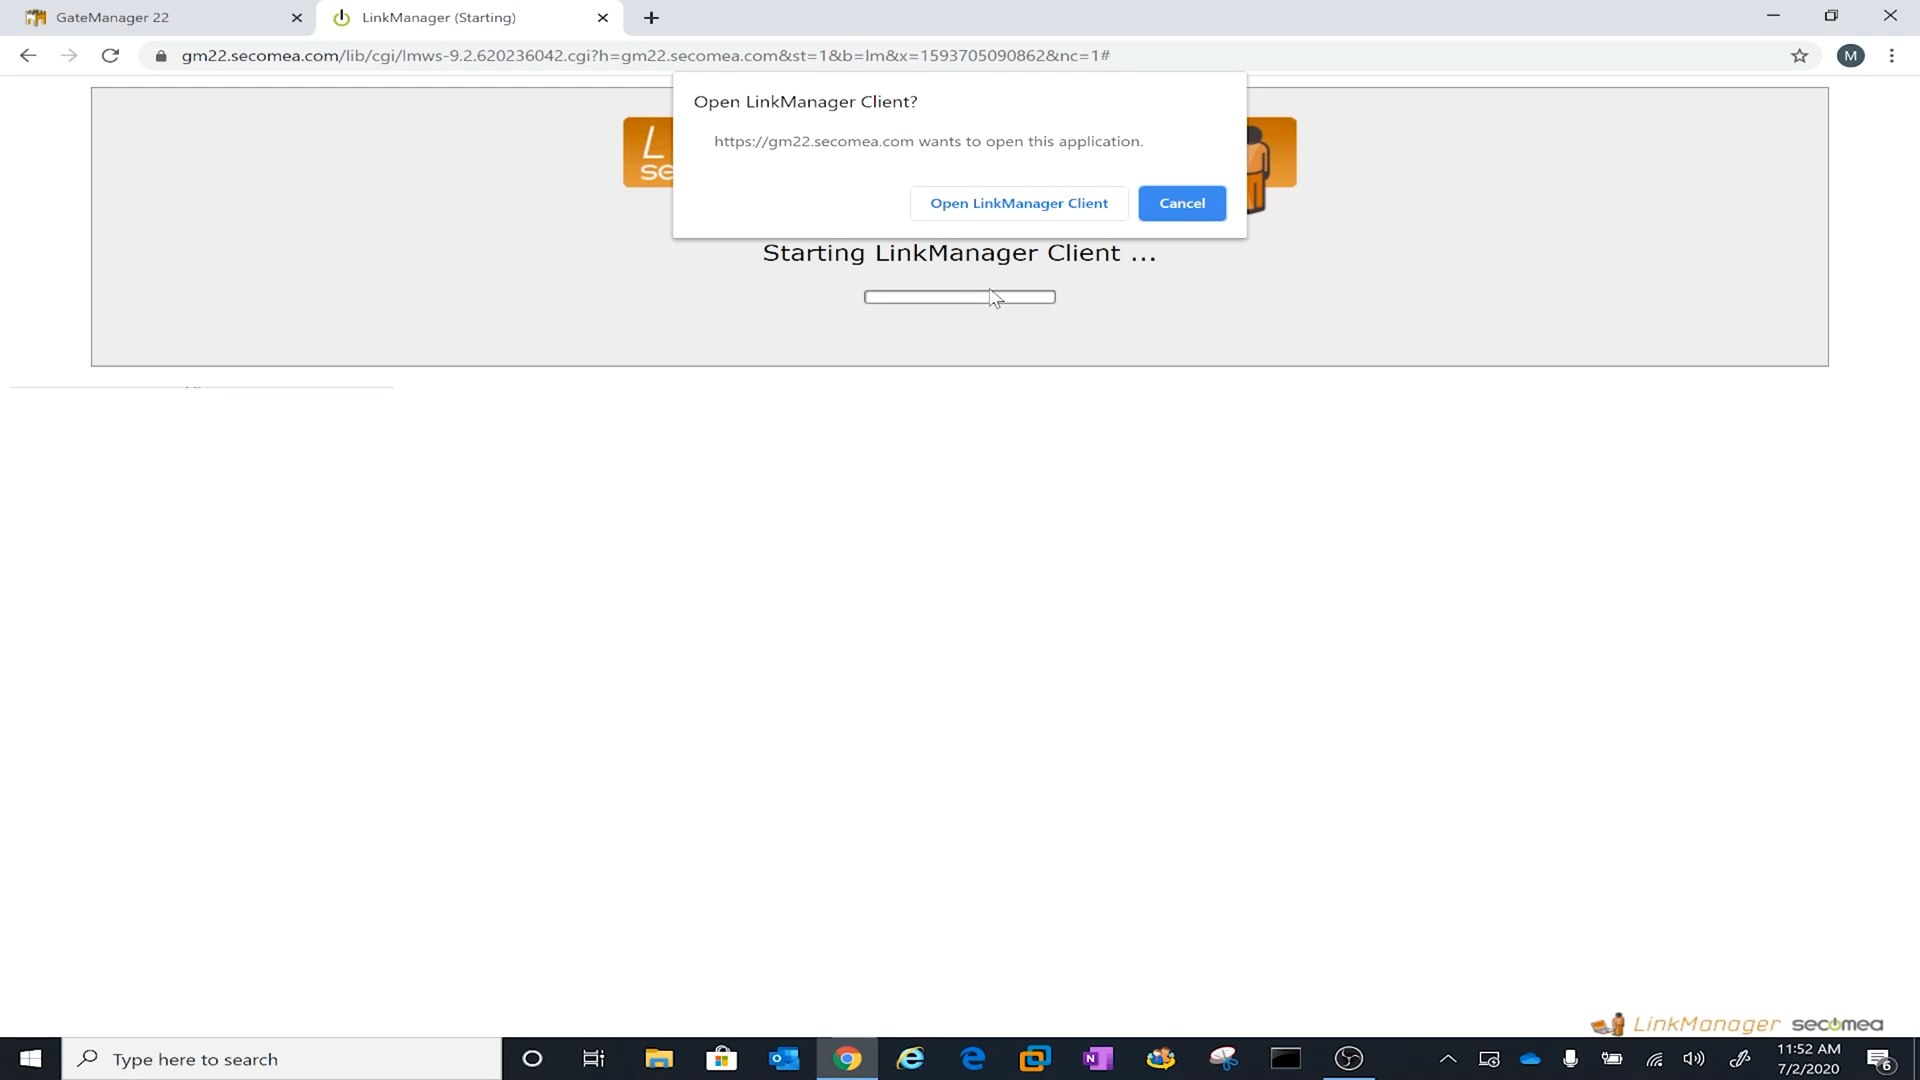 GateManager 22
LinkManager (Starting)
gm22.secomea.com/lib/cgi/lmws-9.2.620236042.cgi?h=gm22.secomea.com&st=1&b=lm&x=1593705090862&nc=1#
M
Open LinkManager Client?
https://gm22.secomea.com wants to open this application.
Open LinkManager Client
Cancel
L
se
Starting LinkManager Client ...
LinkManager secomea
Type here to search
11:52 AM
7/2/2020
6